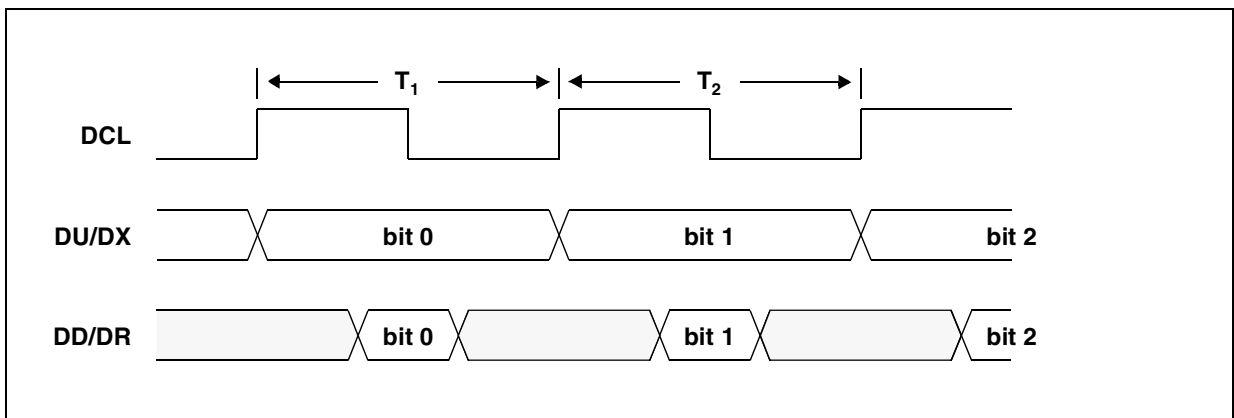 T1 T2
DCL
DU/DX bit 0 bit 1 bit 2
DD/DR bit 0 bit 1 bit 2